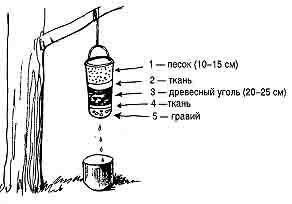 1 – песок (10–15 см)
2 – ткань
3 – древесный уголь (20–25 см)
4 –ткань
5 – гравий